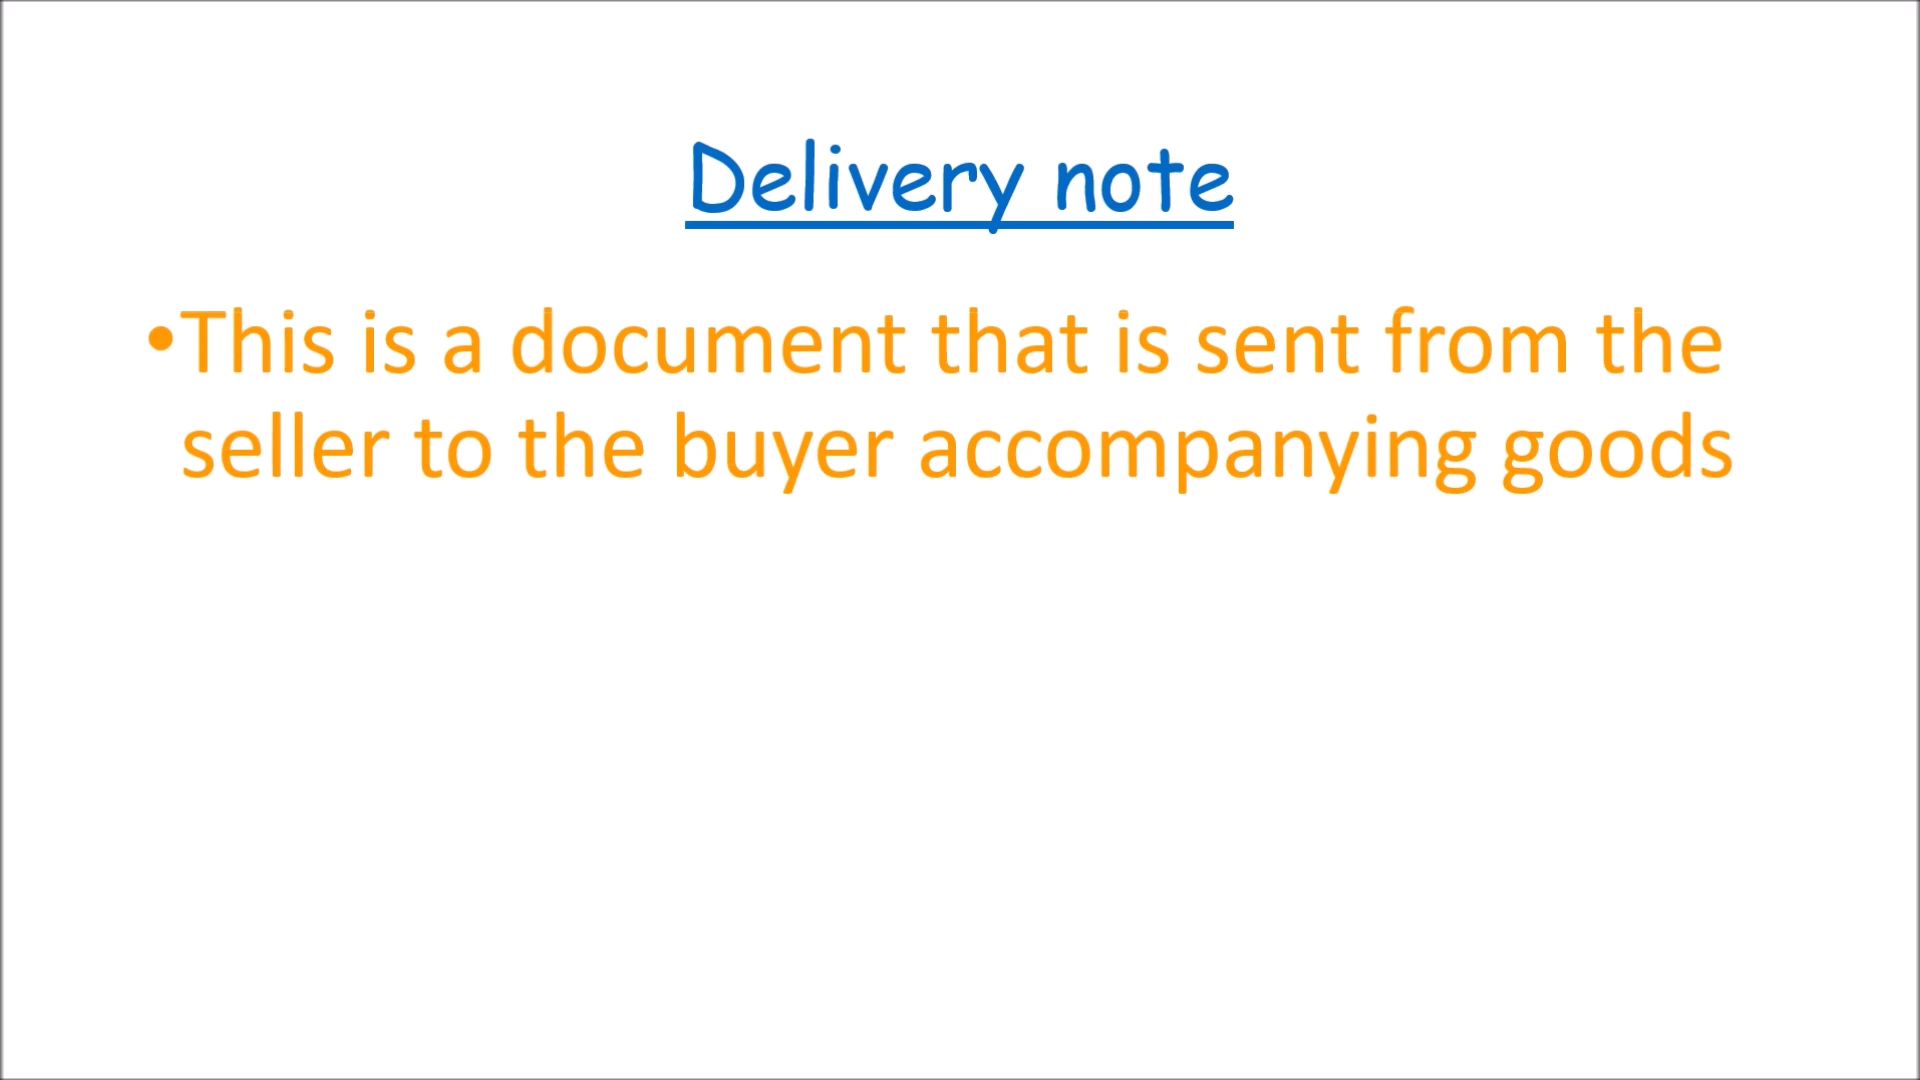 Delivery note
•This is a document that is sent from the
seller to the buyer accompanying goods